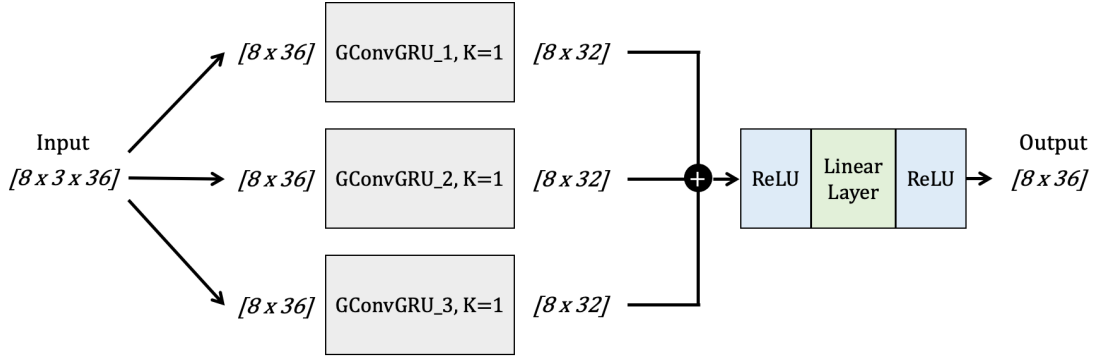 [8 x 36]
GConvGRU_1, K=1
[8 x 32]
Input
[8 x 3 x 36]
[8 x 36]
GConvGRU_2, K=1
[8 x 32]
+
ReLU
Linear
Layer
ReLU
Output
[8 x 36]
[8 x 36]
GConvGRU_3, K=1
[8 x 32]